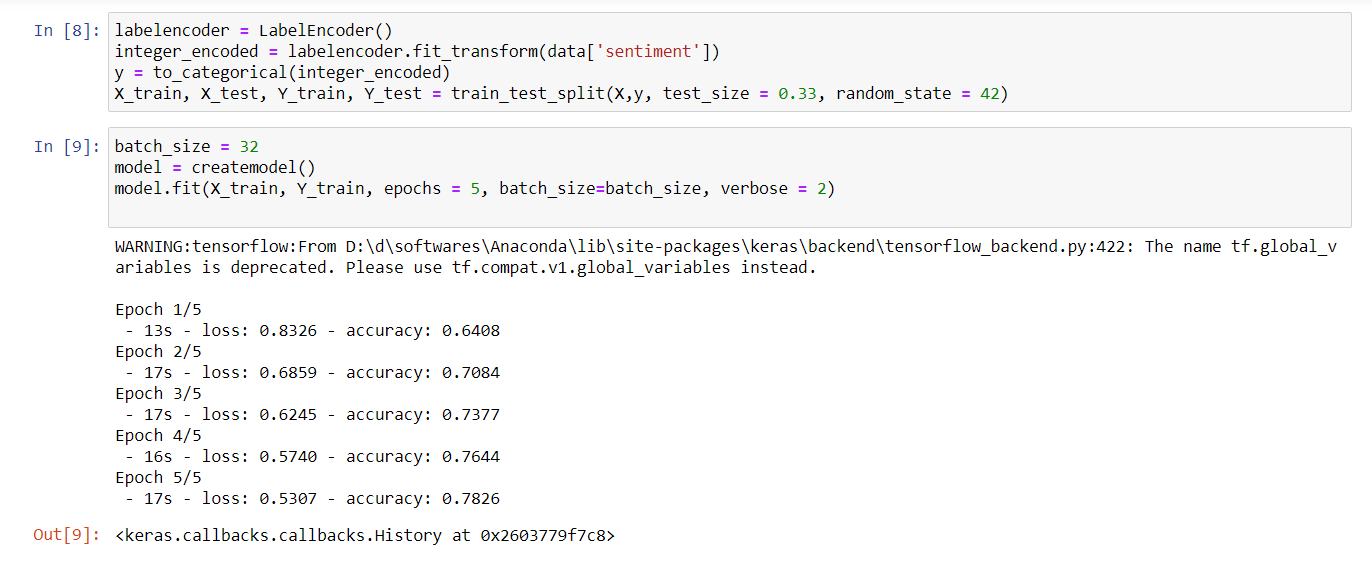 In [8]: labelencoder = LabelEncoder()
integer_encoded = labelencoder.fit_transform(data['sentiment'])
y = to_categorical(integer_encoded)
X_train, X_test, Y_train, Y_test = train_test_split(X,y, test_size = 0.33, random_state = 42)
In [9]: batch_size = 32
model = createmodel()
model.fit(X_train, Y_train, epochs = 5, batch_size=batch_size, verbose = 2)
WARNING:tensorflow:From D:\d\softwares\Anaconda\lib\site-packages\keras\backend\tensorflow_backend.py:422: The name tf.global_v
ariables is deprecated. Please use tf.compat.v1.global_variables instead.
Epoch 1/5
 - 13s - loss: 0.8326 - accuracy: 0.6408
Epoch 2/5
 - 17s - loss: 0.6859 - accuracy: 0.7084
Epoch 3/5
 - 17s - loss: 0.6245 - accuracy: 0.7377
Epoch 4/5
 - 16s - loss: 0.5740 - accuracy: 0.7644
Epoch 5/5
 - 17s - loss: 0.5307 - accuracy: 0.7826
Out[9]: <keras.callbacks.callbacks.History at 0x2603779f7c8>